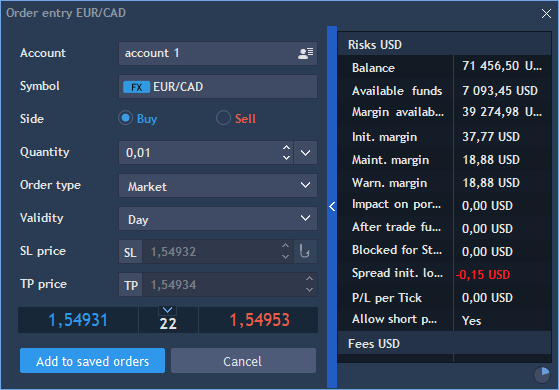 Order entry EUR/CAD
Account account 1
Symbol FX EUR/CAD
Side Buy Sell
Quantity 0,01
Order type Market
Validity Day
SL price SL 1,54932
TP price TP 1,54934
1,54931 22 1,54953
Add to saved orders Cancel
Risks USD
Balance 71 456,50 U...
Available funds 7 093,45 USD
Margin availab... 39 274,98 U...
Init. margin 37,77 USD
Maint. margin 18,88 USD
Warn. margin 18,88 USD
Impact on por... 0,00 USD
After trade fu... 0,00 USD
Blocked for St... 0,00 USD
Spread init. lo... -0,15 USD
P/L per Tick 0,00 USD
Allow short p... Yes
Fees USD